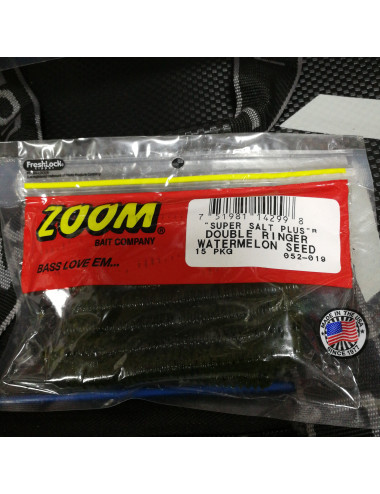 FreshLock
ZOOM®
BAIT COMPANY
BASS LOVE EM...
7 51981 14299 8
"SUPER SALT PLUS"®
DOUBLE RINGER
WATERMELON SEED
15 PKG 052-019
MADE IN THE USA
SINCE 1977